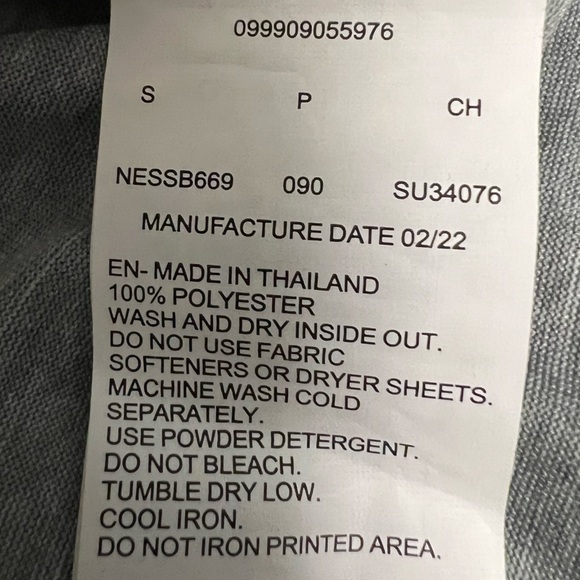 099909055976
S P CH
NESSB669 090 SU34076
MANUFACTURE DATE 02/22
EN- MADE IN THAILAND
100% POLYESTER
WASH AND DRY INSIDE OUT.
DO NOT USE FABRIC
SOFTENERS OR DRYER SHEETS.
MACHINE WASH COLD
SEPARATELY.
USE POWDER DETERGENT.
DO NOT BLEACH.
TUMBLE DRY LOW.
COOL IRON.
DO NOT IRON PRINTED AREA.